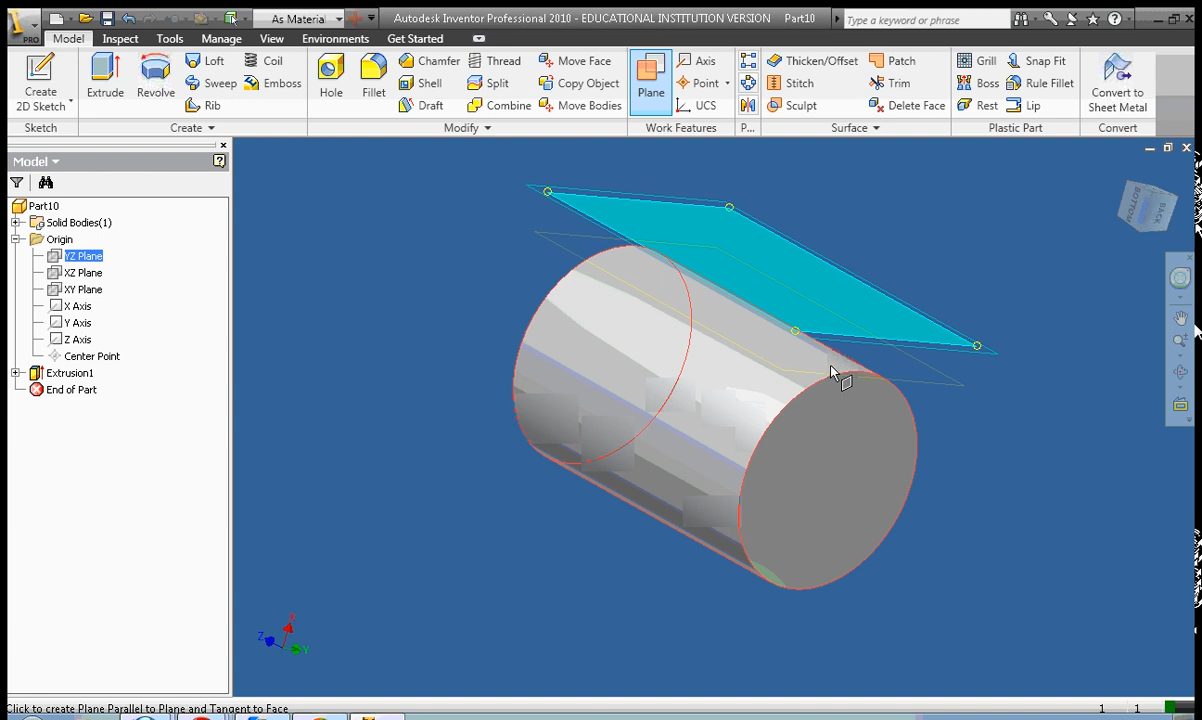 As Material
Autodesk Inventor Professional 2010 - EDUCATIONAL INSTITUTION VERSION Part10
Type a keyword or phrase
PRO
Model Inspect Tools Manage View Environments Get Started
Create
2D Sketch
Extrude
Revolve
Loft
Sweep
Rib
Coil
Emboss
Hole
Fillet
Chamfer
Shell
Draft
Thread
Split
Combine
Move Face
Copy Object
Move Bodies
Plane
Axis
Point
UCS
Thicken/Offset
Stitch
Sculpt
Patch
Trim
Delete Face
Grill
Boss
Rest
Snap Fit
Rule Fillet
Lip
Convert to
Sheet Metal
Sketch Create Modify Work Features P... Surface Plastic Part Convert
Model
Part10
Solid Bodies(1)
Origin
YZ Plane
XZ Plane
XY Plane
X Axis
Y Axis
Z Axis
Center Point
Extrusion1
End of Part
BOTTOM
BACK
Z
Y
Click to create Plane Parallel to Plane and Tangent to Face
1 1